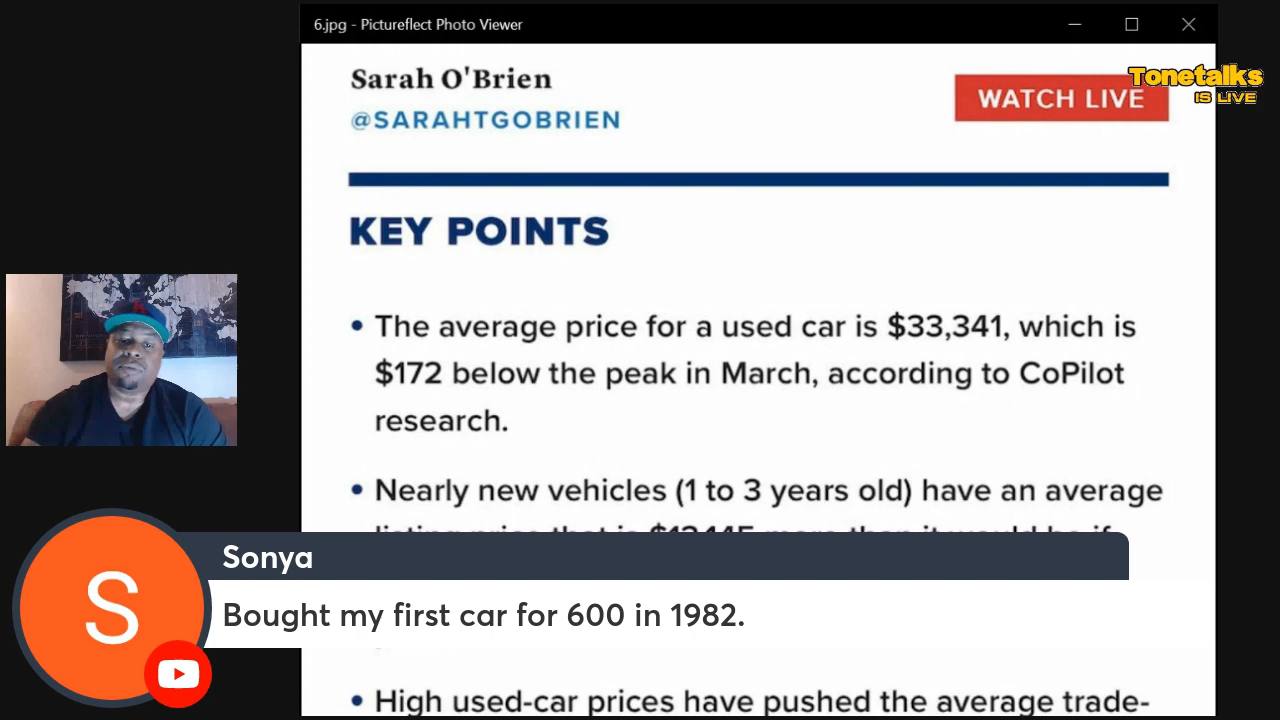 6.jpg - Pictureflect Photo Viewer
Sarah O'Brien
@SARAHTGOBRIEN
WATCH LIVE
Tonetalks
IS LIVE
KEY POINTS
• The average price for a used car is $33,341, which is
$172 below the peak in March, according to CoPilot
research.
• Nearly new vehicles (1 to 3 years old) have an average
Sonya
S
Bought my first car for 600 in 1982.
• High used-car prices have pushed the average trade-